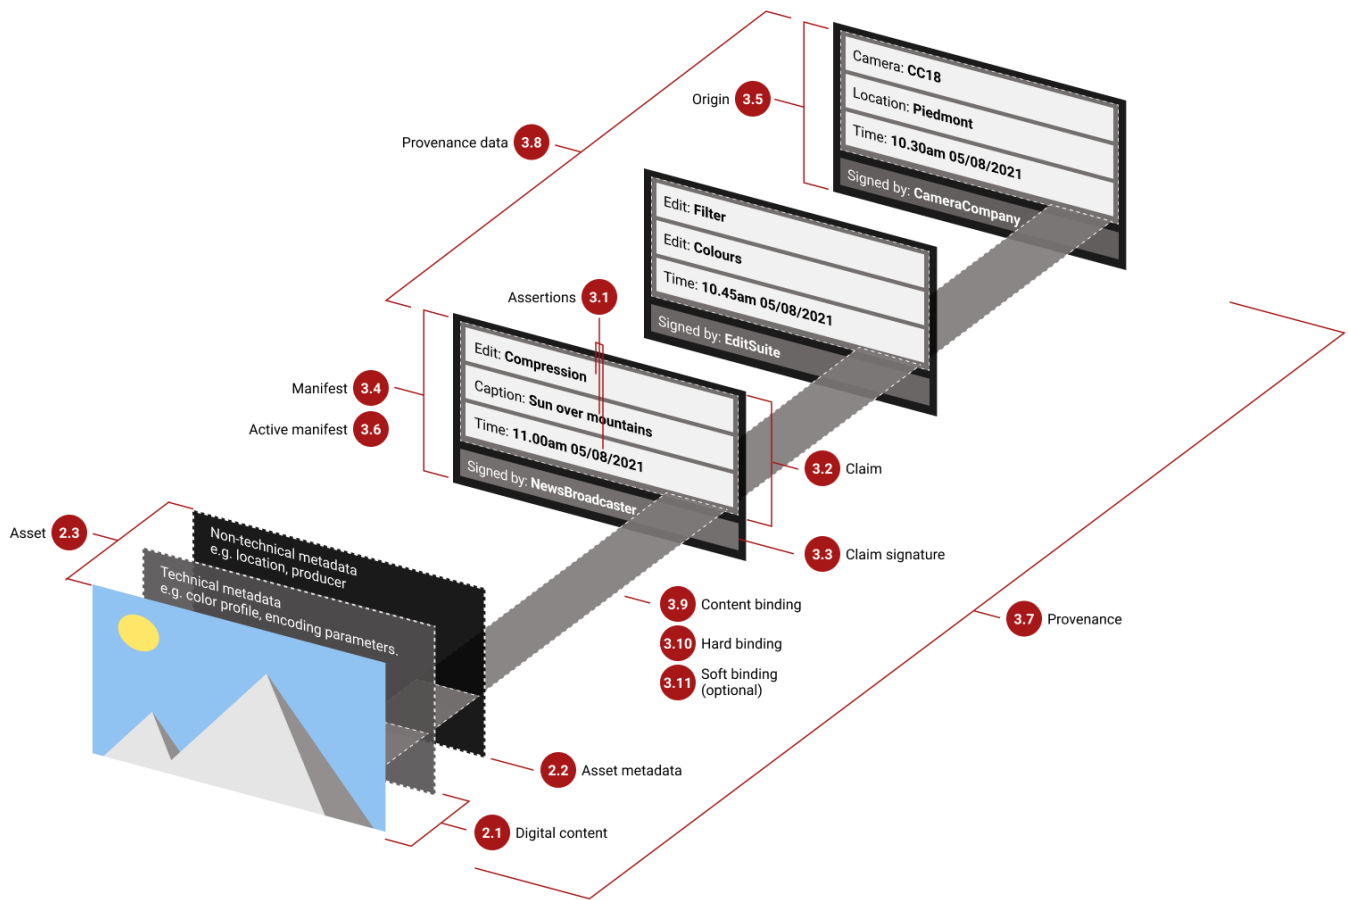 Camera: CC18
Location: Piedmont
Time: 10.30am 05/08/2021
Signed by: CameraCompany
Origin 3.5
Provenance data 3.8
Edit: Filter
Edit: Colours
Time: 10.45am 05/08/2021
Signed by: EditSuite
Assertions 3.1
Edit: Compression
Caption: Sun over mountains
Time: 11.00am 05/08/2021
Signed by: NewsBroadcaster
Manifest 3.4
Active manifest 3.6
3.2 Claim
3.3 Claim signature
Asset 2.3
Non-technical metadata
e.g. location, producer
Technical metadata
e.g. color profile, encoding parameters.
3.9 Content binding
3.10 Hard binding
3.11 Soft binding
(optional)
3.7 Provenance
2.2 Asset metadata
2.1 Digital content